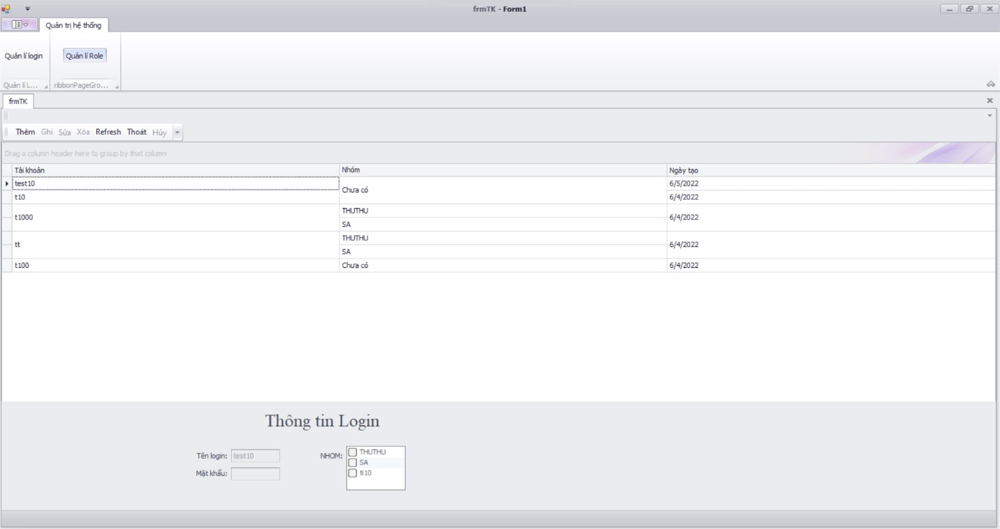 frmTK - Form1
Quản trị hệ thống
Quản lí login
Quản lí Role
Quản lí L...
ribbonPageGro...
frmTK
Thêm Ghi Sửa Xóa Refresh Thoát Hủy
Drag a column header here to group by that column
Tài khoản Nhóm Ngày tạo
test10 Chưa có 6/5/2022
t10 6/4/2022
t1000 THUTHU 6/4/2022
SA
tt THUTHU 6/4/2022
SA
t100 Chưa có 6/4/2022
Thông tin Login
Tên login: test10
Mật khẩu:
NHOM: THUTHU
SA
ti10